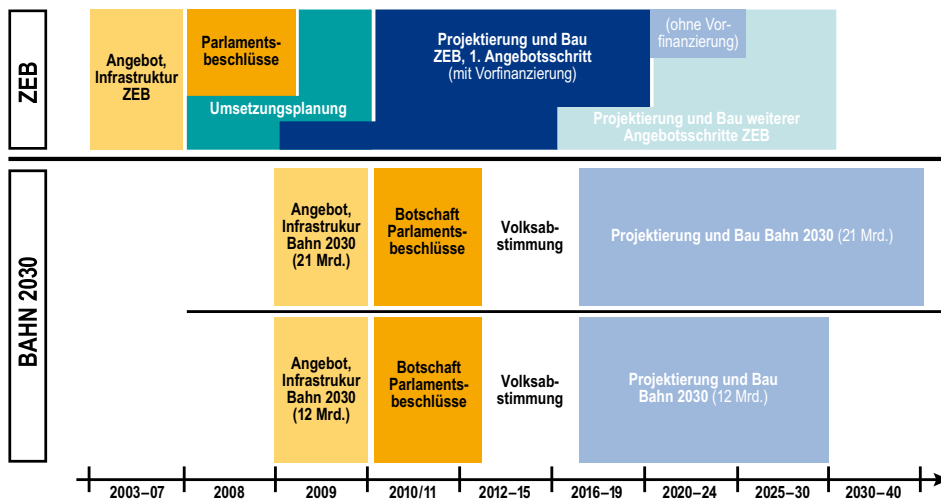 ZEB
Angebot,
Infrastruktur
ZEB
Parlaments-
beschlüsse
Umsetzungsplanung
Projektierung und Bau
ZEB, 1. Angebotsschritt
(mit Vorfinanzierung)
(ohne Vor-
finanzierung)
Projektierung und Bau weiterer
Angebotsschritte ZEB
BAHN 2030
Angebot,
Infrastrukur
Bahn 2030
(21 Mrd.)
Botschaft
Parlaments-
beschlüsse
Volksab-
stimmung
Projektierung und Bau Bahn 2030 (21 Mrd.)
Angebot,
Infrastrukur
Bahn 2030
(12 Mrd.)
Botschaft
Parlaments-
beschlüsse
Volksab-
stimmung
Projektierung und Bau
Bahn 2030 (12 Mrd.)
2003–07 2008 2009 2010/11 2012–15 2016–19 2020–24 2025–30 2030–40